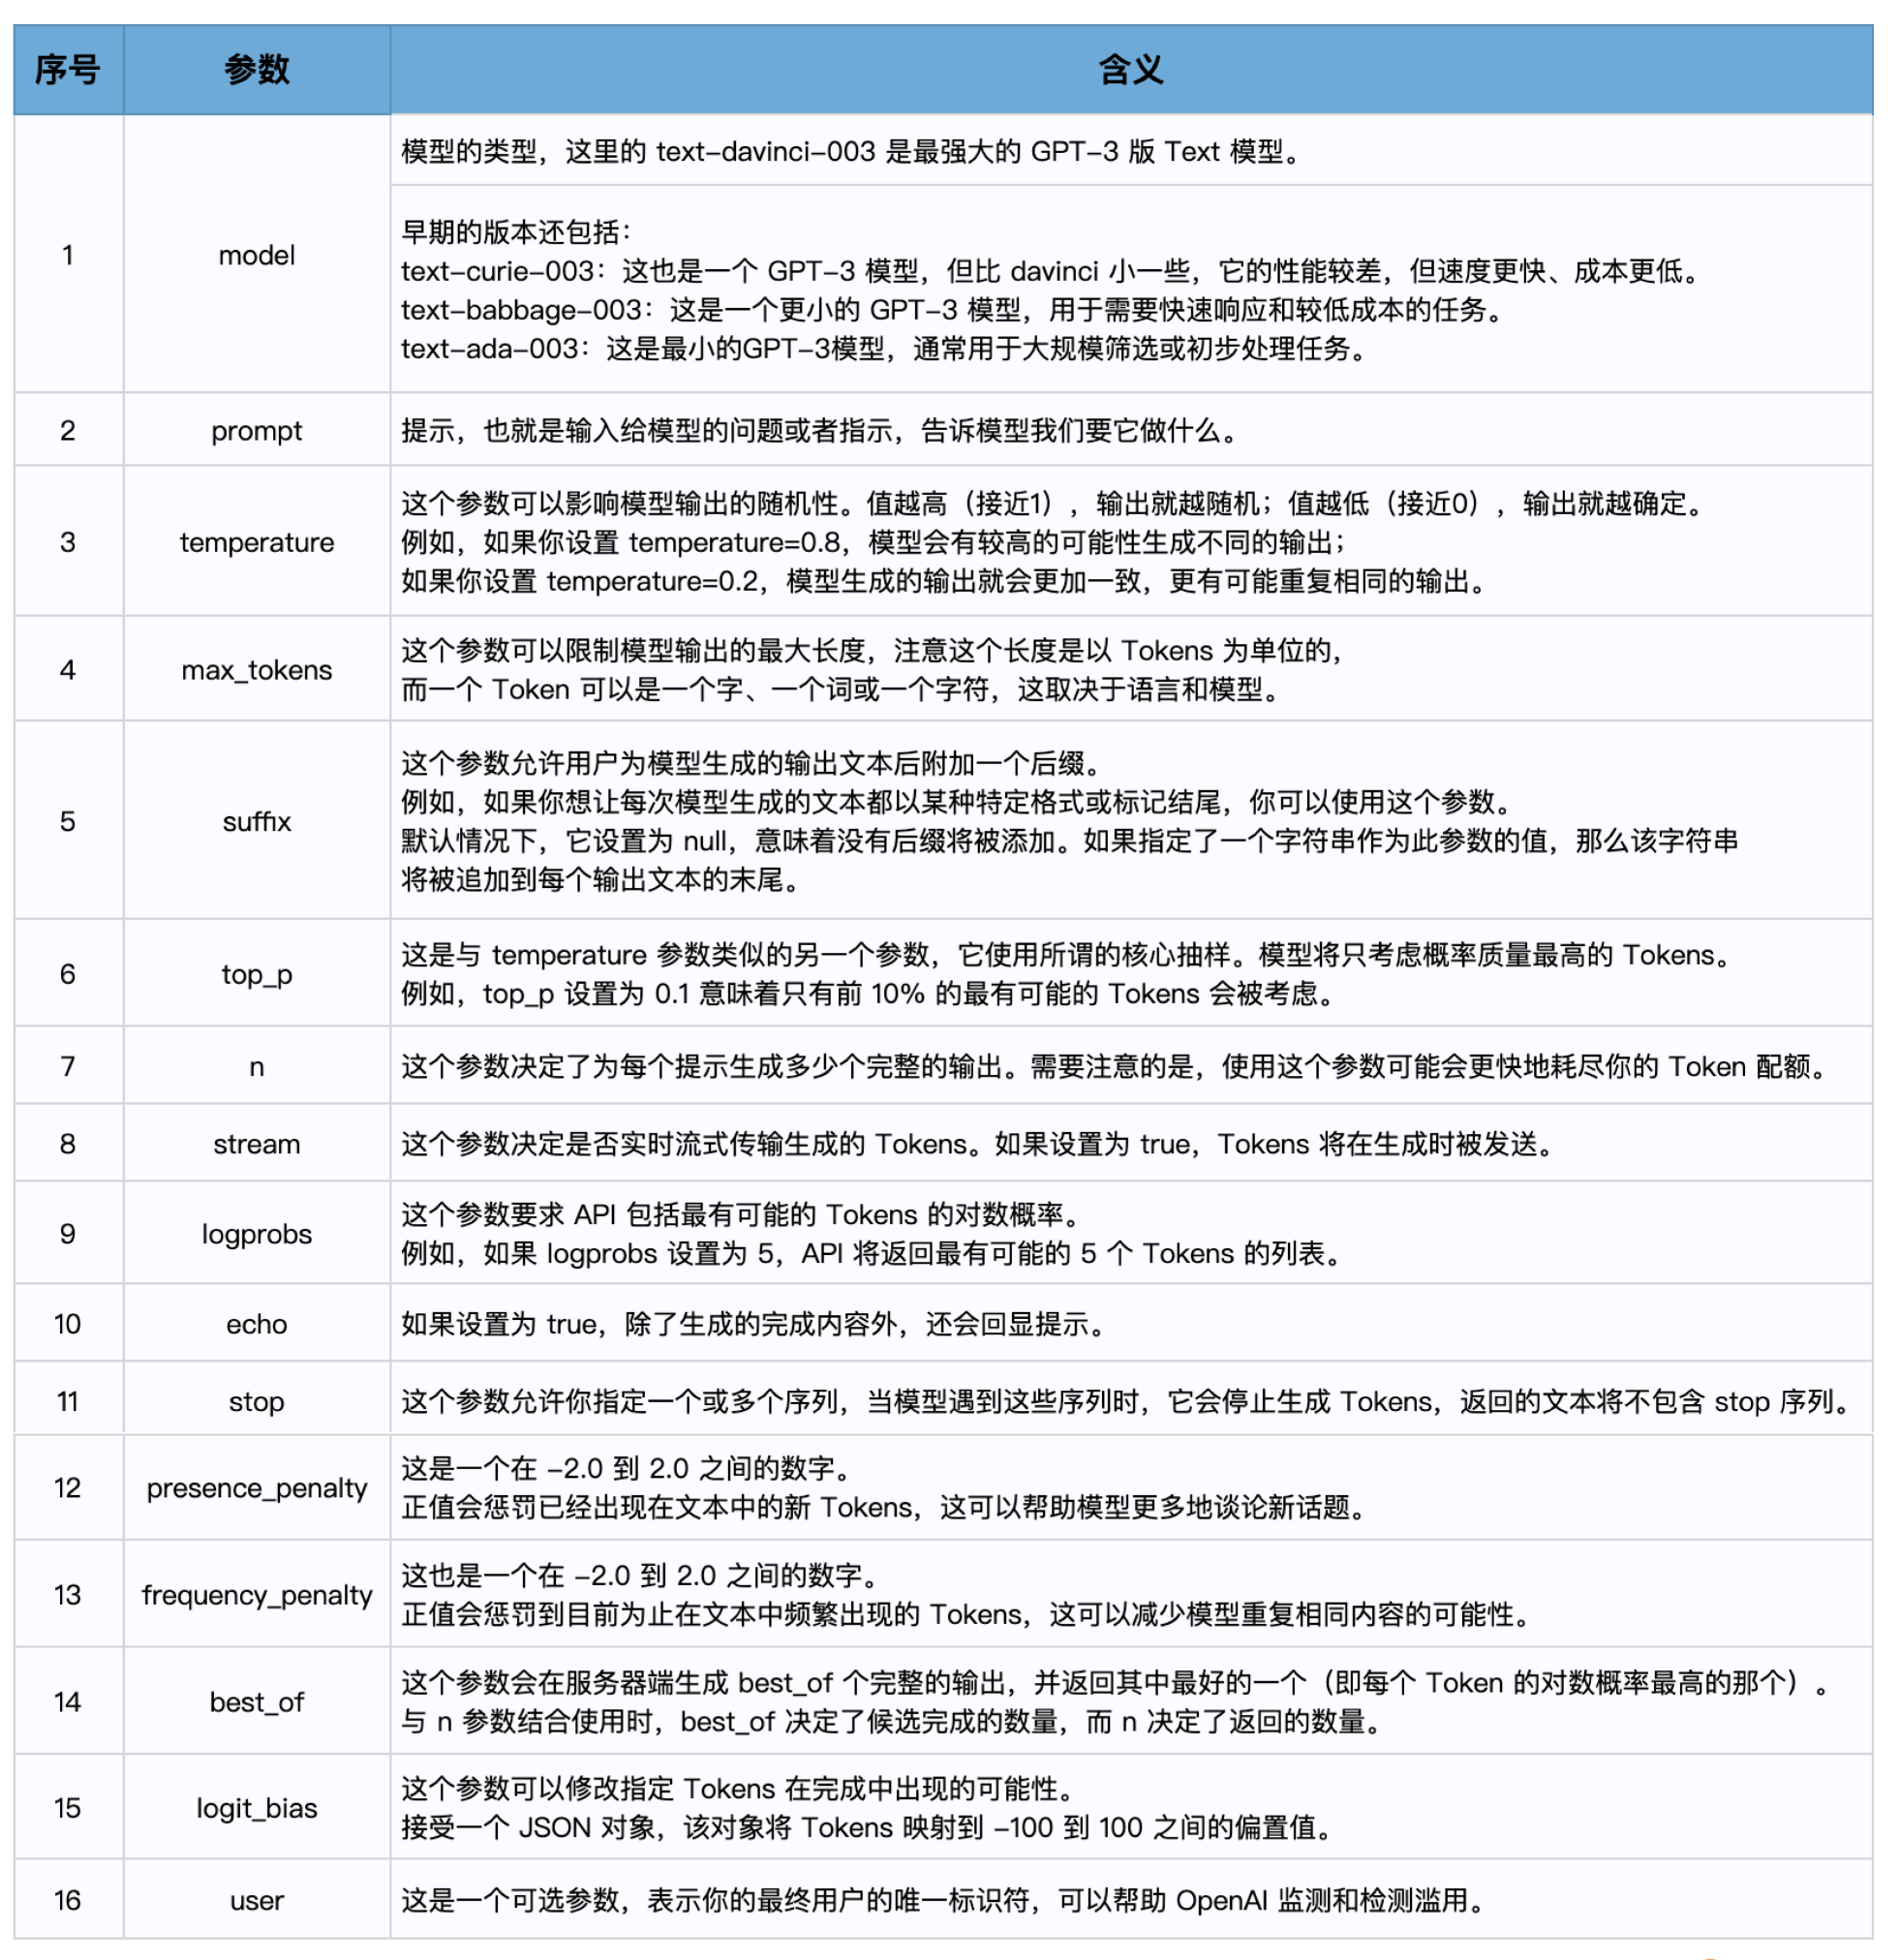 序号 参数 含义
1 model 模型的类型，这里的 text-davinci-003 是最强大的 GPT-3 版 Text 模型。
早期的版本还包括：
text-curie-003：这也是一个 GPT-3 模型，但比 davinci 小一些，它的性能较差，但速度更快、成本更低。
text-babbage-003：这是一个更小的 GPT-3 模型，用于需要快速响应和较低成本的任务。
text-ada-003：这是最小的GPT-3模型，通常用于大规模筛选或初步处理任务。
2 prompt 提示，也就是输入给模型的问题或者指示，告诉模型我们要它做什么。
3 temperature 这个参数可以影响模型输出的随机性。值越高（接近1），输出就越随机；值越低（接近0），输出就越确定。
例如，如果你设置 temperature=0.8，模型会有较高的可能性生成不同的输出；
如果你设置 temperature=0.2，模型生成的输出就会更加一致，更有可能重复相同的输出。
4 max_tokens 这个参数可以限制模型输出的最大长度，注意这个长度是以 Tokens 为单位的，
而一个 Token 可以是一个字、一个词或一个字符，这取决于语言和模型。
5 suffix 这个参数允许用户为模型生成的输出文本后附加一个后缀。
例如，如果你想让每次模型生成的文本都以某种特定格式或标记结尾，你可以使用这个参数。
默认情况下，它设置为 null，意味着没有后缀将被添加。如果指定了一个字符串作为此参数的值，那么该字符串
将被追加到每个输出文本的末尾。
6 top_p 这是与 temperature 参数类似的另一个参数，它使用所谓的核心抽样。模型将只考虑概率质量最高的 Tokens。
例如，top_p 设置为 0.1 意味着只有前 10% 的最有可能的 Tokens 会被考虑。
7 n 这个参数决定了为每个提示生成多少个完整的输出。需要注意的是，使用这个参数可能会更快地耗尽你的 Token 配额。
8 stream 这个参数决定是否实时流式传输生成的 Tokens。如果设置为 true，Tokens 将在生成时被发送。
9 logprobs 这个参数要求 API 包括最有可能的 Tokens 的对数概率。
例如，如果 logprobs 设置为 5，API 将返回最有可能的 5 个 Tokens 的列表。
10 echo 如果设置为 true，除了生成的完成内容外，还会回显提示。
11 stop 这个参数允许你指定一个或多个序列，当模型遇到这些序列时，它会停止生成 Tokens，返回的文本将不包含 stop 序列。
12 presence_penalty 这是一个在 -2.0 到 2.0 之间的数字。
正值会惩罚已经出现在文本中的新 Tokens，这可以帮助模型更多地谈论新话题。
13 frequency_penalty 这也是一个在 -2.0 到 2.0 之间的数字。
正值会惩罚到目前为止在文本中频繁出现的 Tokens，这可以减少模型重复相同内容的可能性。
14 best_of 这个参数会在服务器端生成 best_of 个完整的输出，并返回其中最好的一个（即每个 Token 的对数概率最高的那个）。
与 n 参数结合使用时，best_of 决定了候选完成的数量，而 n 决定了返回的数量。
15 logit_bias 这个参数可以修改指定 Tokens 在完成中出现的可能性。
接受一个 JSON 对象，该对象将 Tokens 映射到 -100 到 100 之间的偏置值。
16 user 这是一个可选参数，表示你的最终用户的唯一标识符，可以帮助 OpenAI 监测和检测滥用。